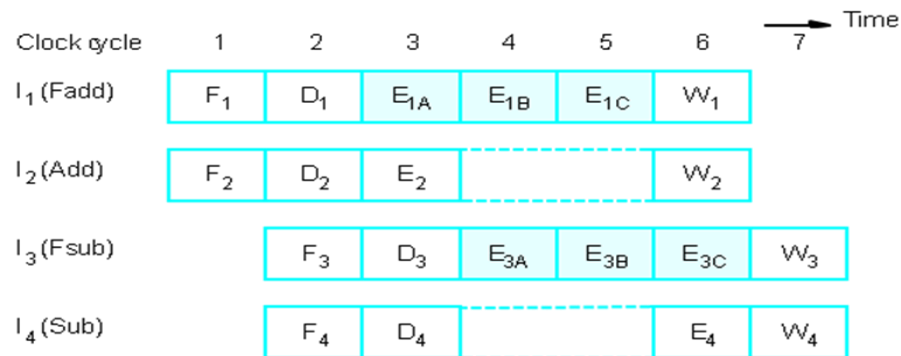 Time
Clock cycle 1 2 3 4 5 6 7
I1 (Fadd) F1 D1 E1A E1B E1C W1
I2 (Add) F2 D2 E2 W2
I3 (Fsub) F3 D3 E3A E3B E3C W3
I4 (Sub) F4 D4 E4 W4